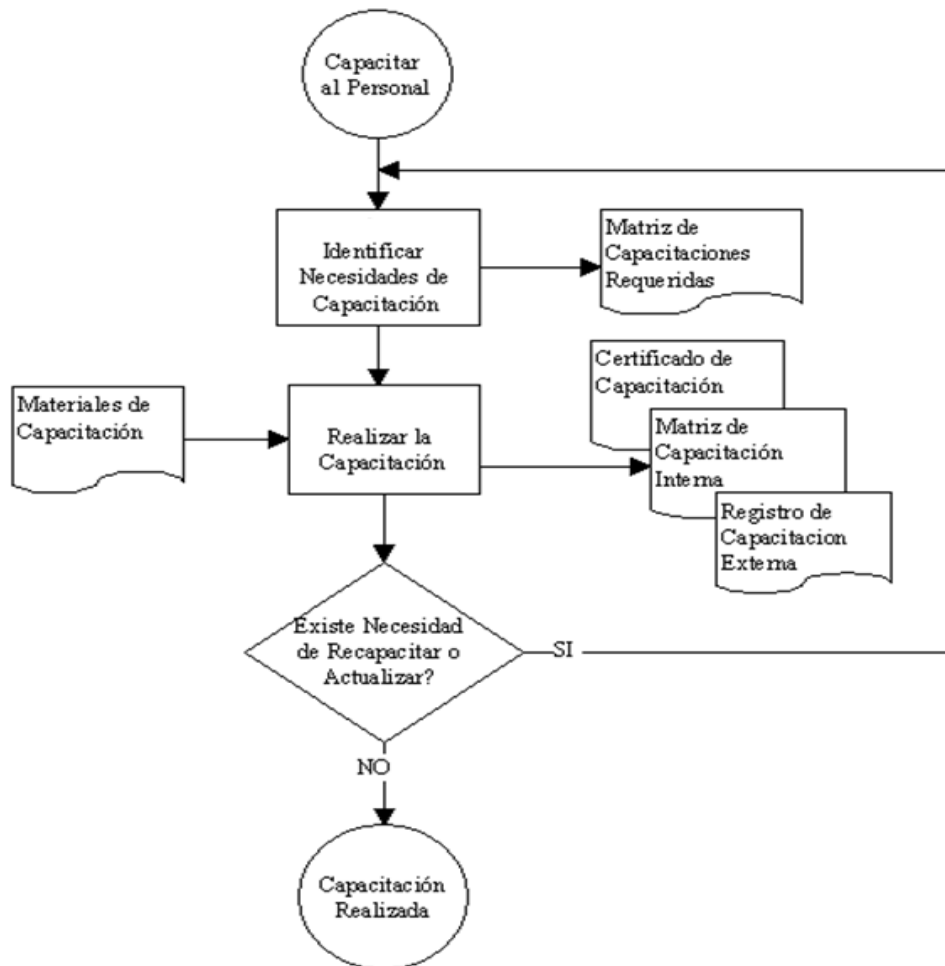 Capacitar
al Personal
Identificar
Necesidades de
Capacitación
Matriz de
Capacitaciones
Requeridas
Materiales de
Capacitación
Realizar la
Capacitación
Certificado de
Capacitación
Matriz de
Capacitación
Interna
Registro de
Capacitacion
Externa
Existe Necesidad
de Recapacitar o
Actualizar?
SI
NO
Capacitación
Realizada